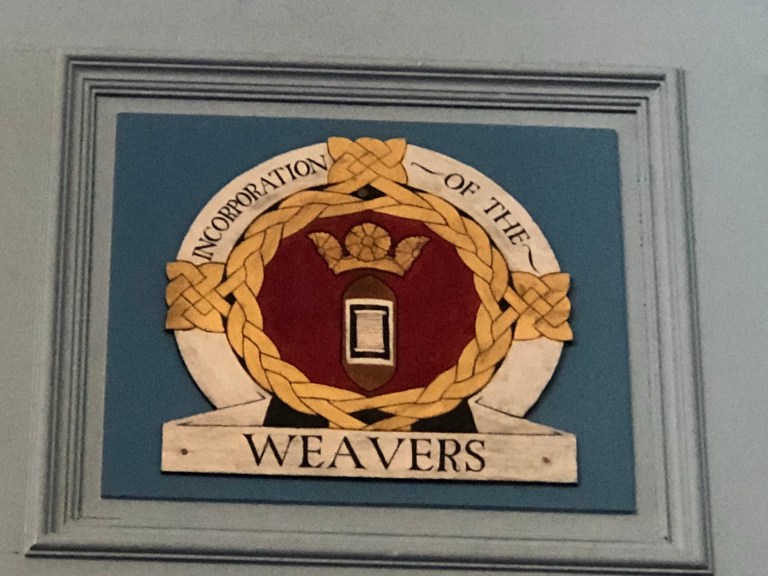 INCORPORATION OF THE
WEAVERS